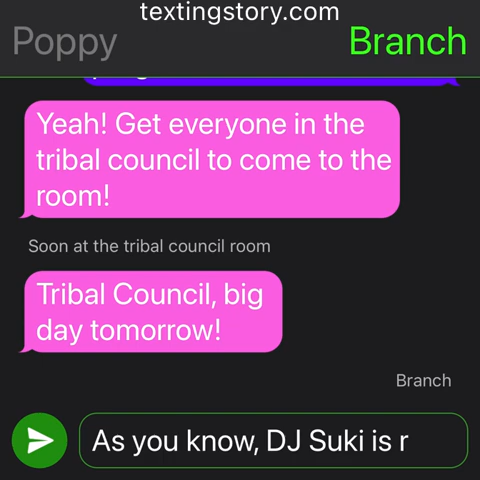 textingstory.com
Poppy Branch
Yeah! Get everyone in the
tribal council to come to the
room!
Soon at the tribal council room
Tribal Council, big
day tomorrow!
Branch
As you know, DJ Suki is r